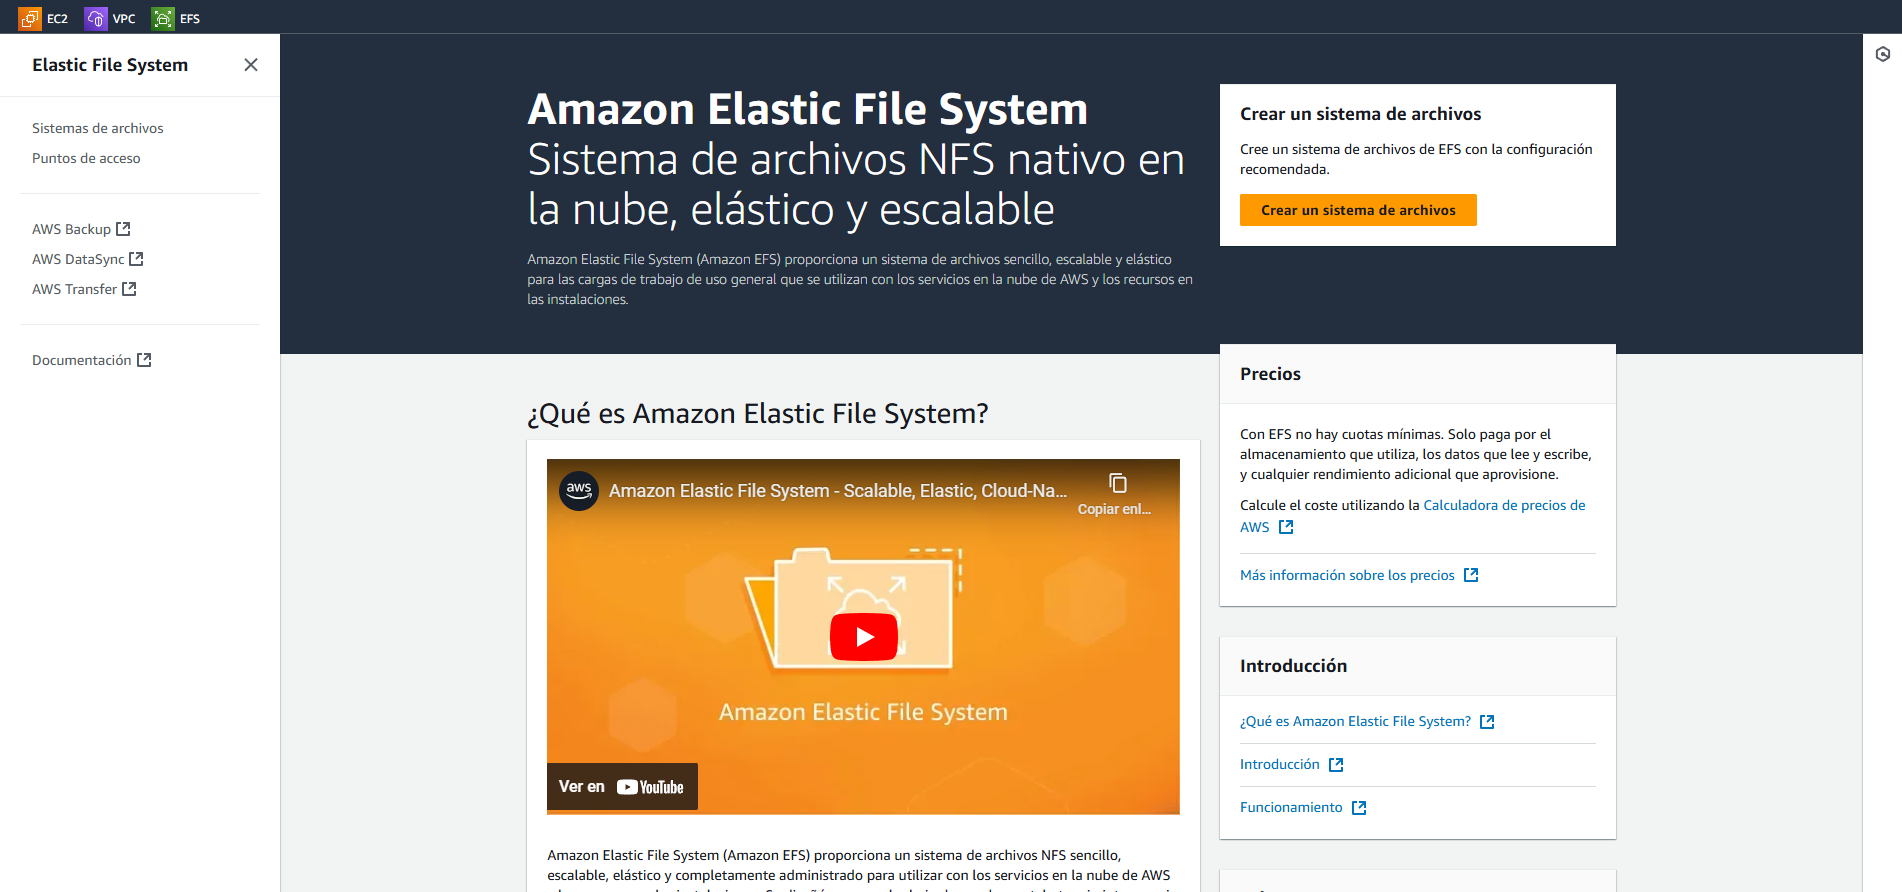 EC2
VPC
EFS
Elastic File System
Sistemas de archivos
Puntos de acceso
AWS Backup
AWS DataSync
AWS Transfer
Documentación
Amazon Elastic File System
Sistema de archivos NFS nativo en
la nube, elástico y escalable
Amazon Elastic File System (Amazon EFS) proporciona un sistema de archivos sencillo, escalable y elástico
para las cargas de trabajo de uso general que se utilizan con los servicios en la nube de AWS y los recursos en
las instalaciones.
Crear un sistema de archivos
Cree un sistema de archivos de EFS con la configuración
recomendada.
Crear un sistema de archivos
¿Qué es Amazon Elastic File System?
aws
Amazon Elastic File System - Scalable, Elastic, Cloud-Na...
Copiar enl...
Amazon Elastic File System
Ver en YouTube
Amazon Elastic File System (Amazon EFS) proporciona un sistema de archivos NFS sencillo,
escalable, elástico y completamente administrado para utilizar con los servicios en la nube de AWS
Precios
Con EFS no hay cuotas mínimas. Solo paga por el
almacenamiento que utiliza, los datos que lee y escribe,
y cualquier rendimiento adicional que aprovisione.
Calcule el coste utilizando la Calculadora de precios de
AWS
Más información sobre los precios
Introducción
¿Qué es Amazon Elastic File System?
Introducción
Funcionamiento